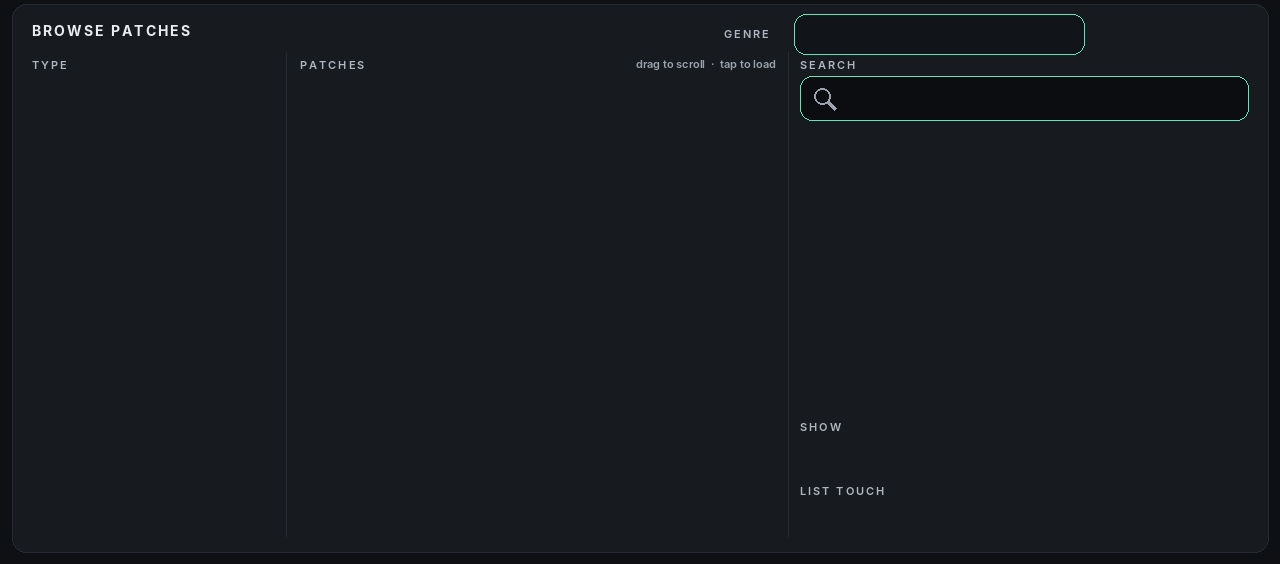 BROWSE PATCHES
GENRE
TYPE
PATCHES
drag to scroll · tap to load
SEARCH
SHOW
LIST TOUCH